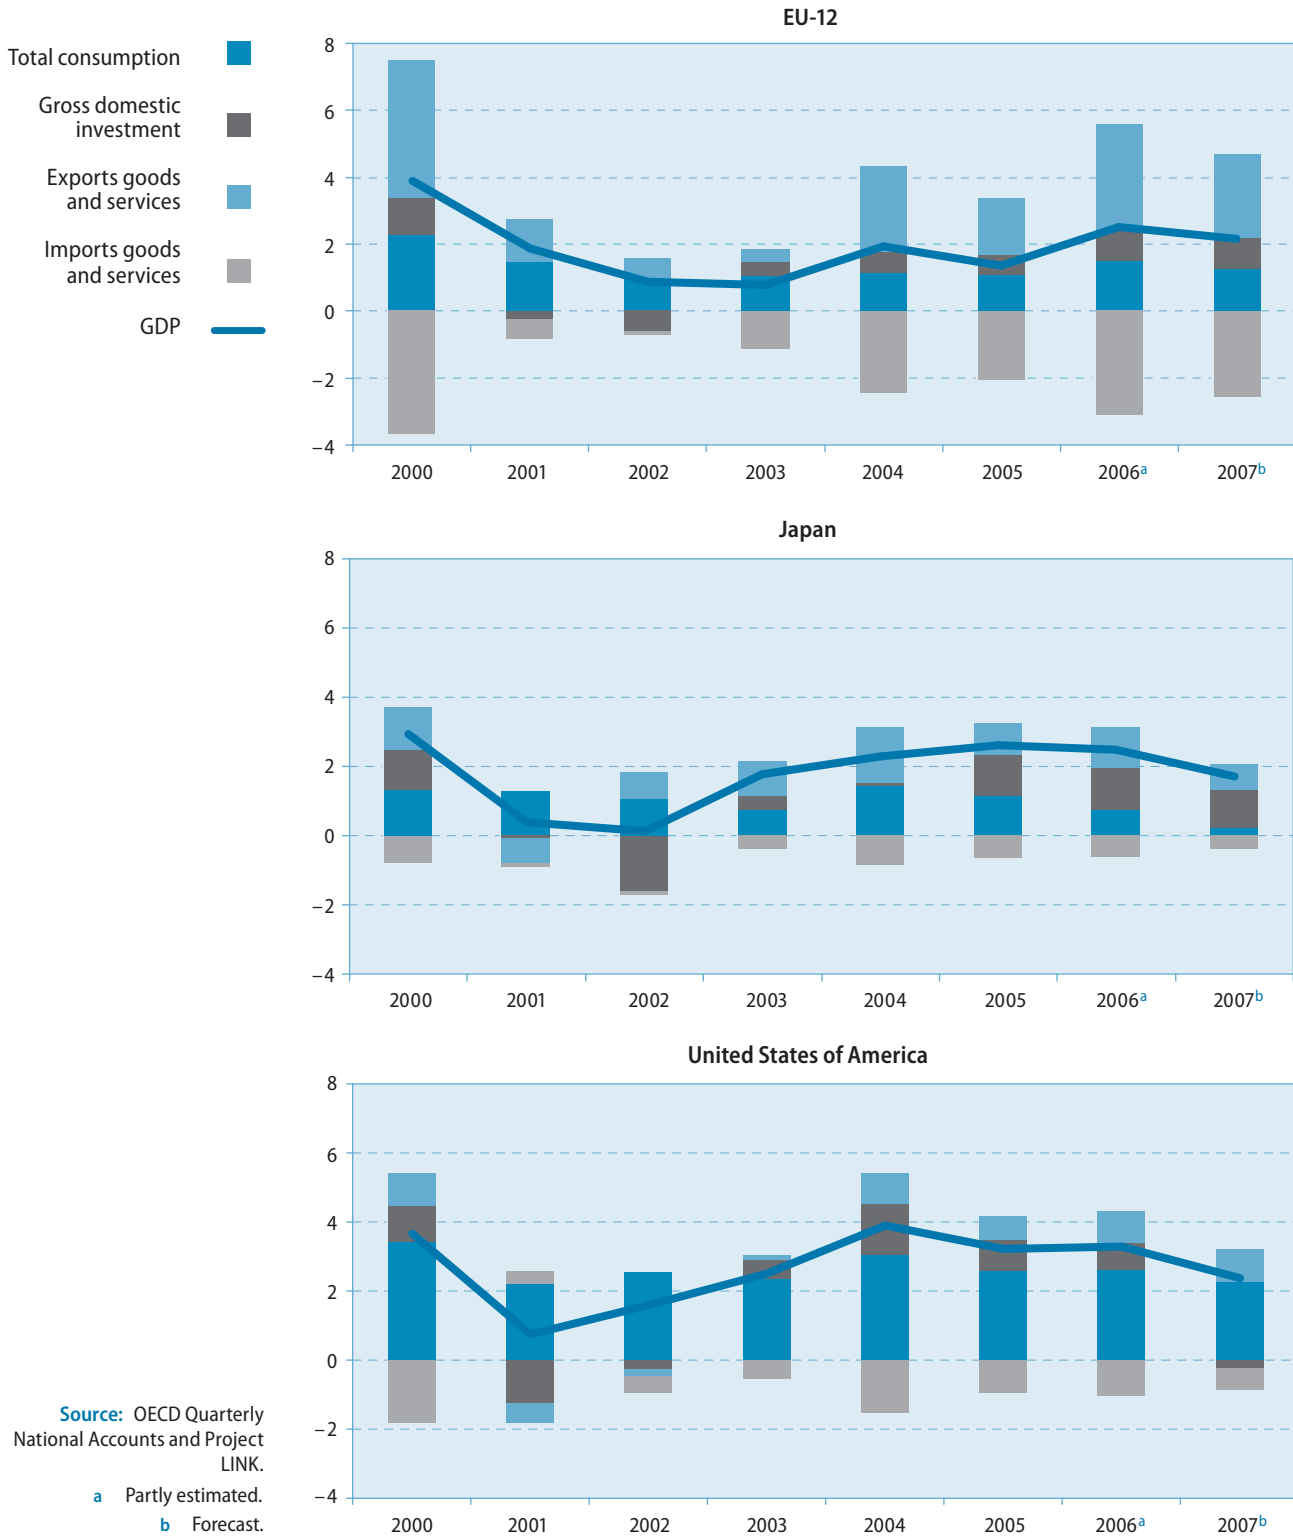 EU-12
Total consumption
Gross domestic
investment
Exports goods
and services
Imports goods
and services
GDP
8
6
4
2
0
−2
−4
2000 2001 2002 2003 2004 2005 2006a 2007b
Japan
8
6
4
2
0
−2
−4
2000 2001 2002 2003 2004 2005 2006a 2007b
United States of America
8
6
4
2
0
−2
−4
2000 2001 2002 2003 2004 2005 2006a 2007b
Source: OECD Quarterly
National Accounts and Project
LINK.
a Partly estimated.
b Forecast.